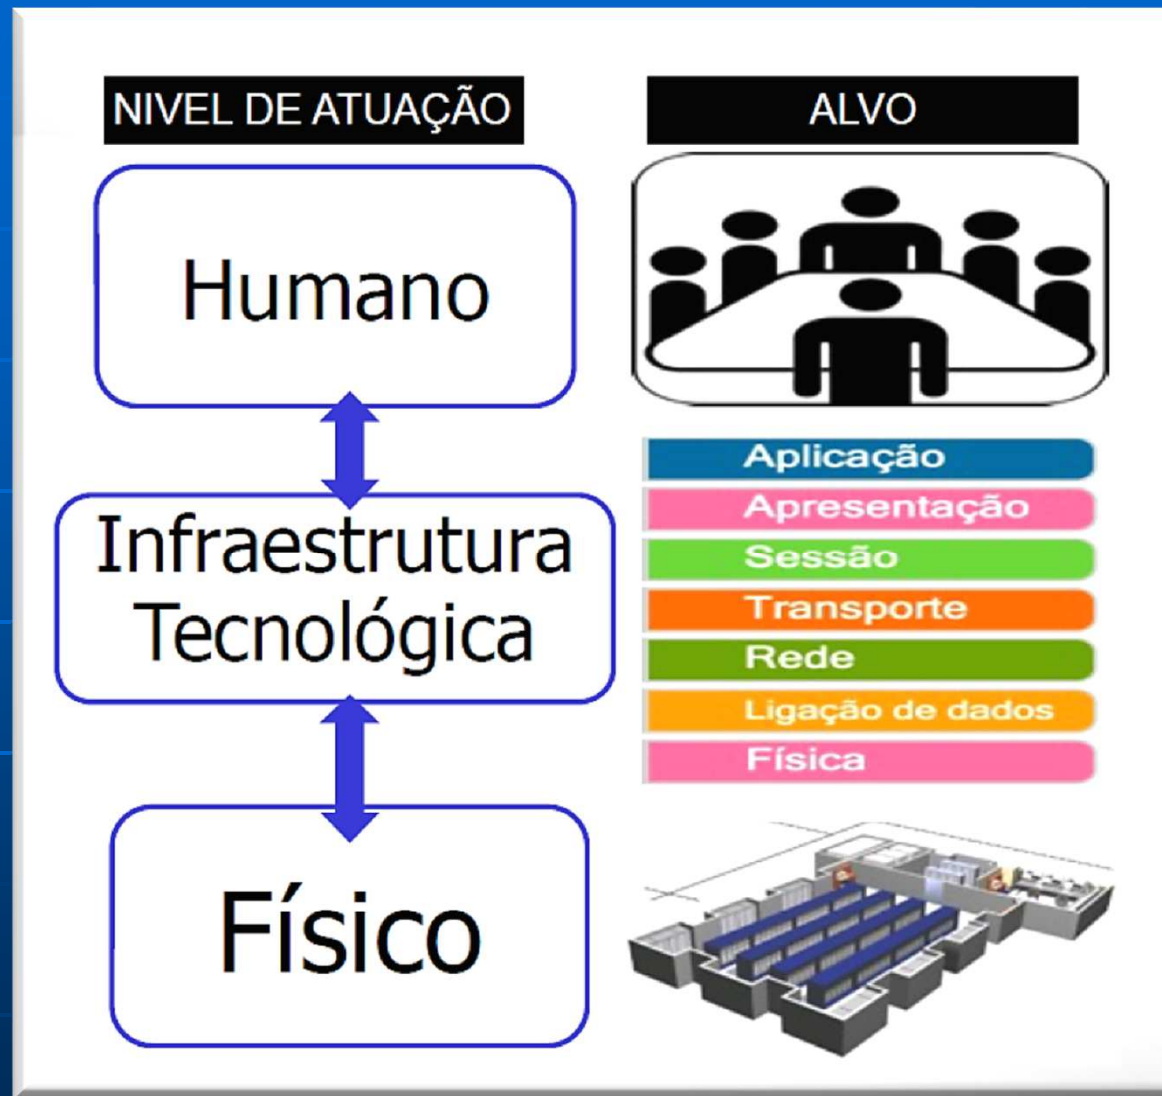 NIVEL DE ATUAÇÃO
ALVO
Humano
Infraestrutura
Tecnológica
Aplicação
Apresentação
Sessão
Transporte
Rede
Ligação de dados
Física
Físico